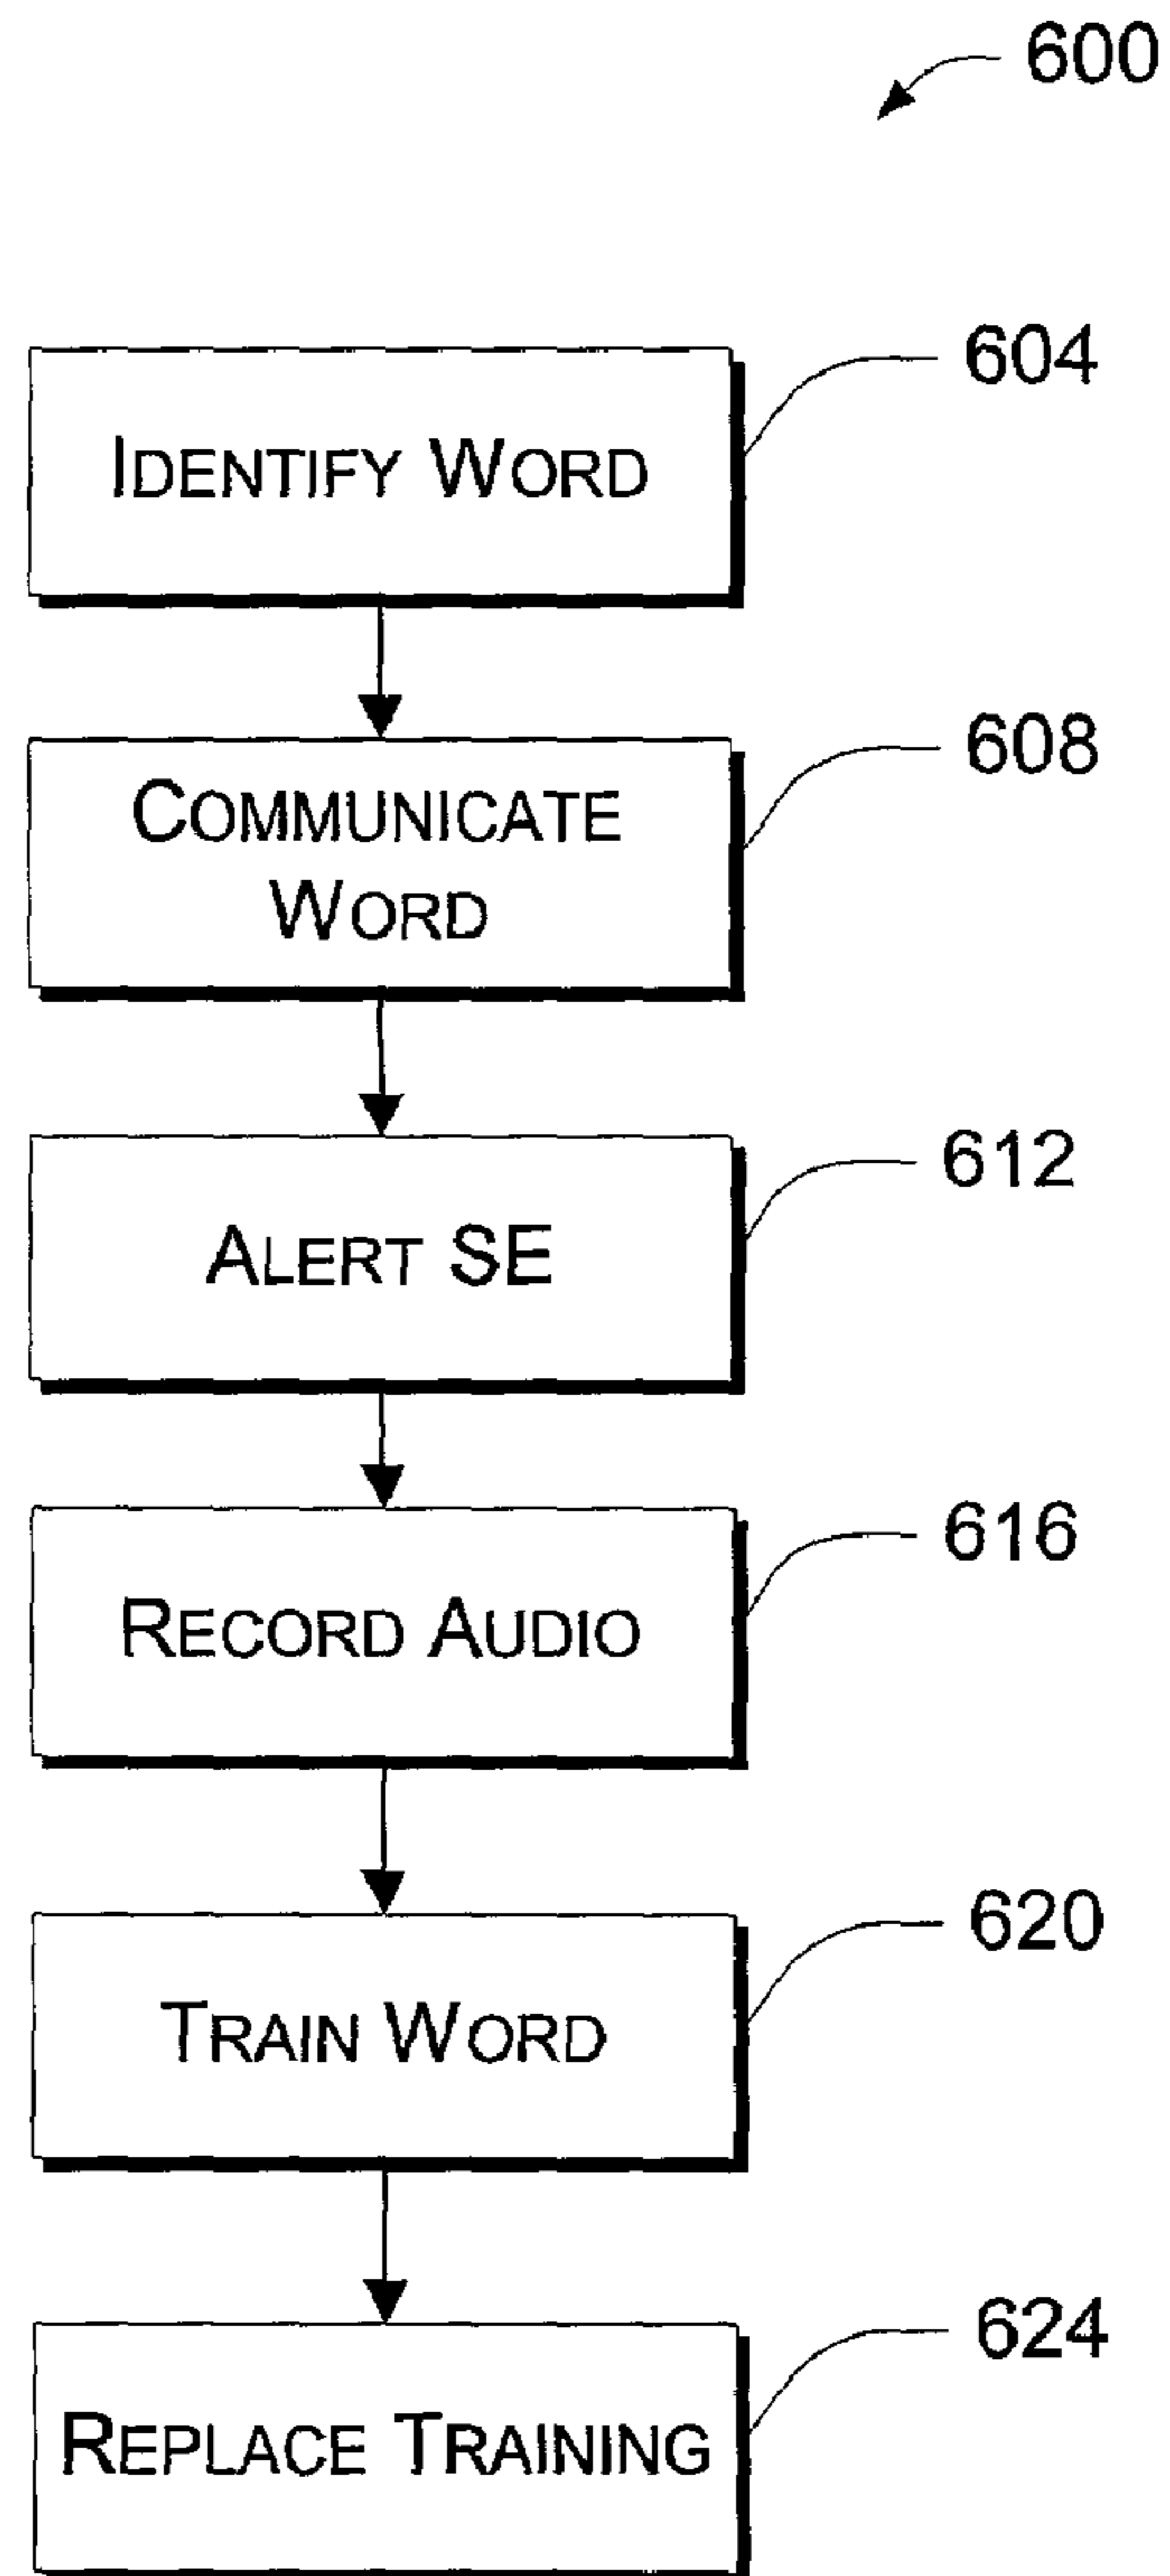 600
IDENTIFY WORD
604
COMMUNICATE
WORD
608
ALERT SE
612
RECORD AUDIO
616
TRAIN WORD
620
REPLACE TRAINING
624